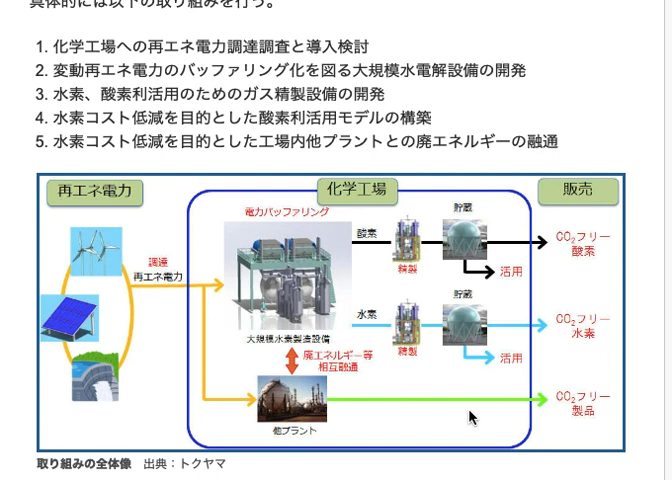 具体的には以下の取り組みを行う。
1. 化学工場への再エネ電力調達調査と導入検討
2. 変動再エネ電力のバッファリング化を図る大規模水電解設備の開発
3. 水素、酸素利活用のためのガス精製設備の開発
4. 水素コスト低減を目的とした酸素利活用モデルの構築
5. 水素コスト低減を目的とした工場内他プラントとの廃エネルギーの融通
再エネ電力
化学工場
販売
電力バッファリング
調達
再エネ電力
大規模水素製造設備
酸素
精製
貯蔵
活用
CO₂フリー
酸素
水素
精製
貯蔵
活用
CO₂フリー
水素
廃エネルギー等
相互融通
他プラント
CO₂フリー
製品
取り組みの全体像 出典：トクヤマ